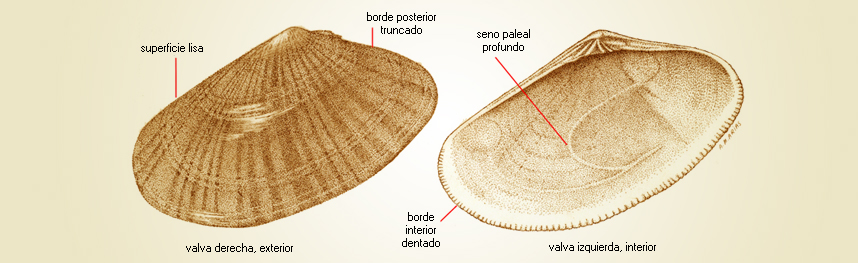 borde posterior
truncado
superficie lisa
seno paleal
profundo
borde
interior
dentado
valva derecha, exterior
valva izquierda, interior